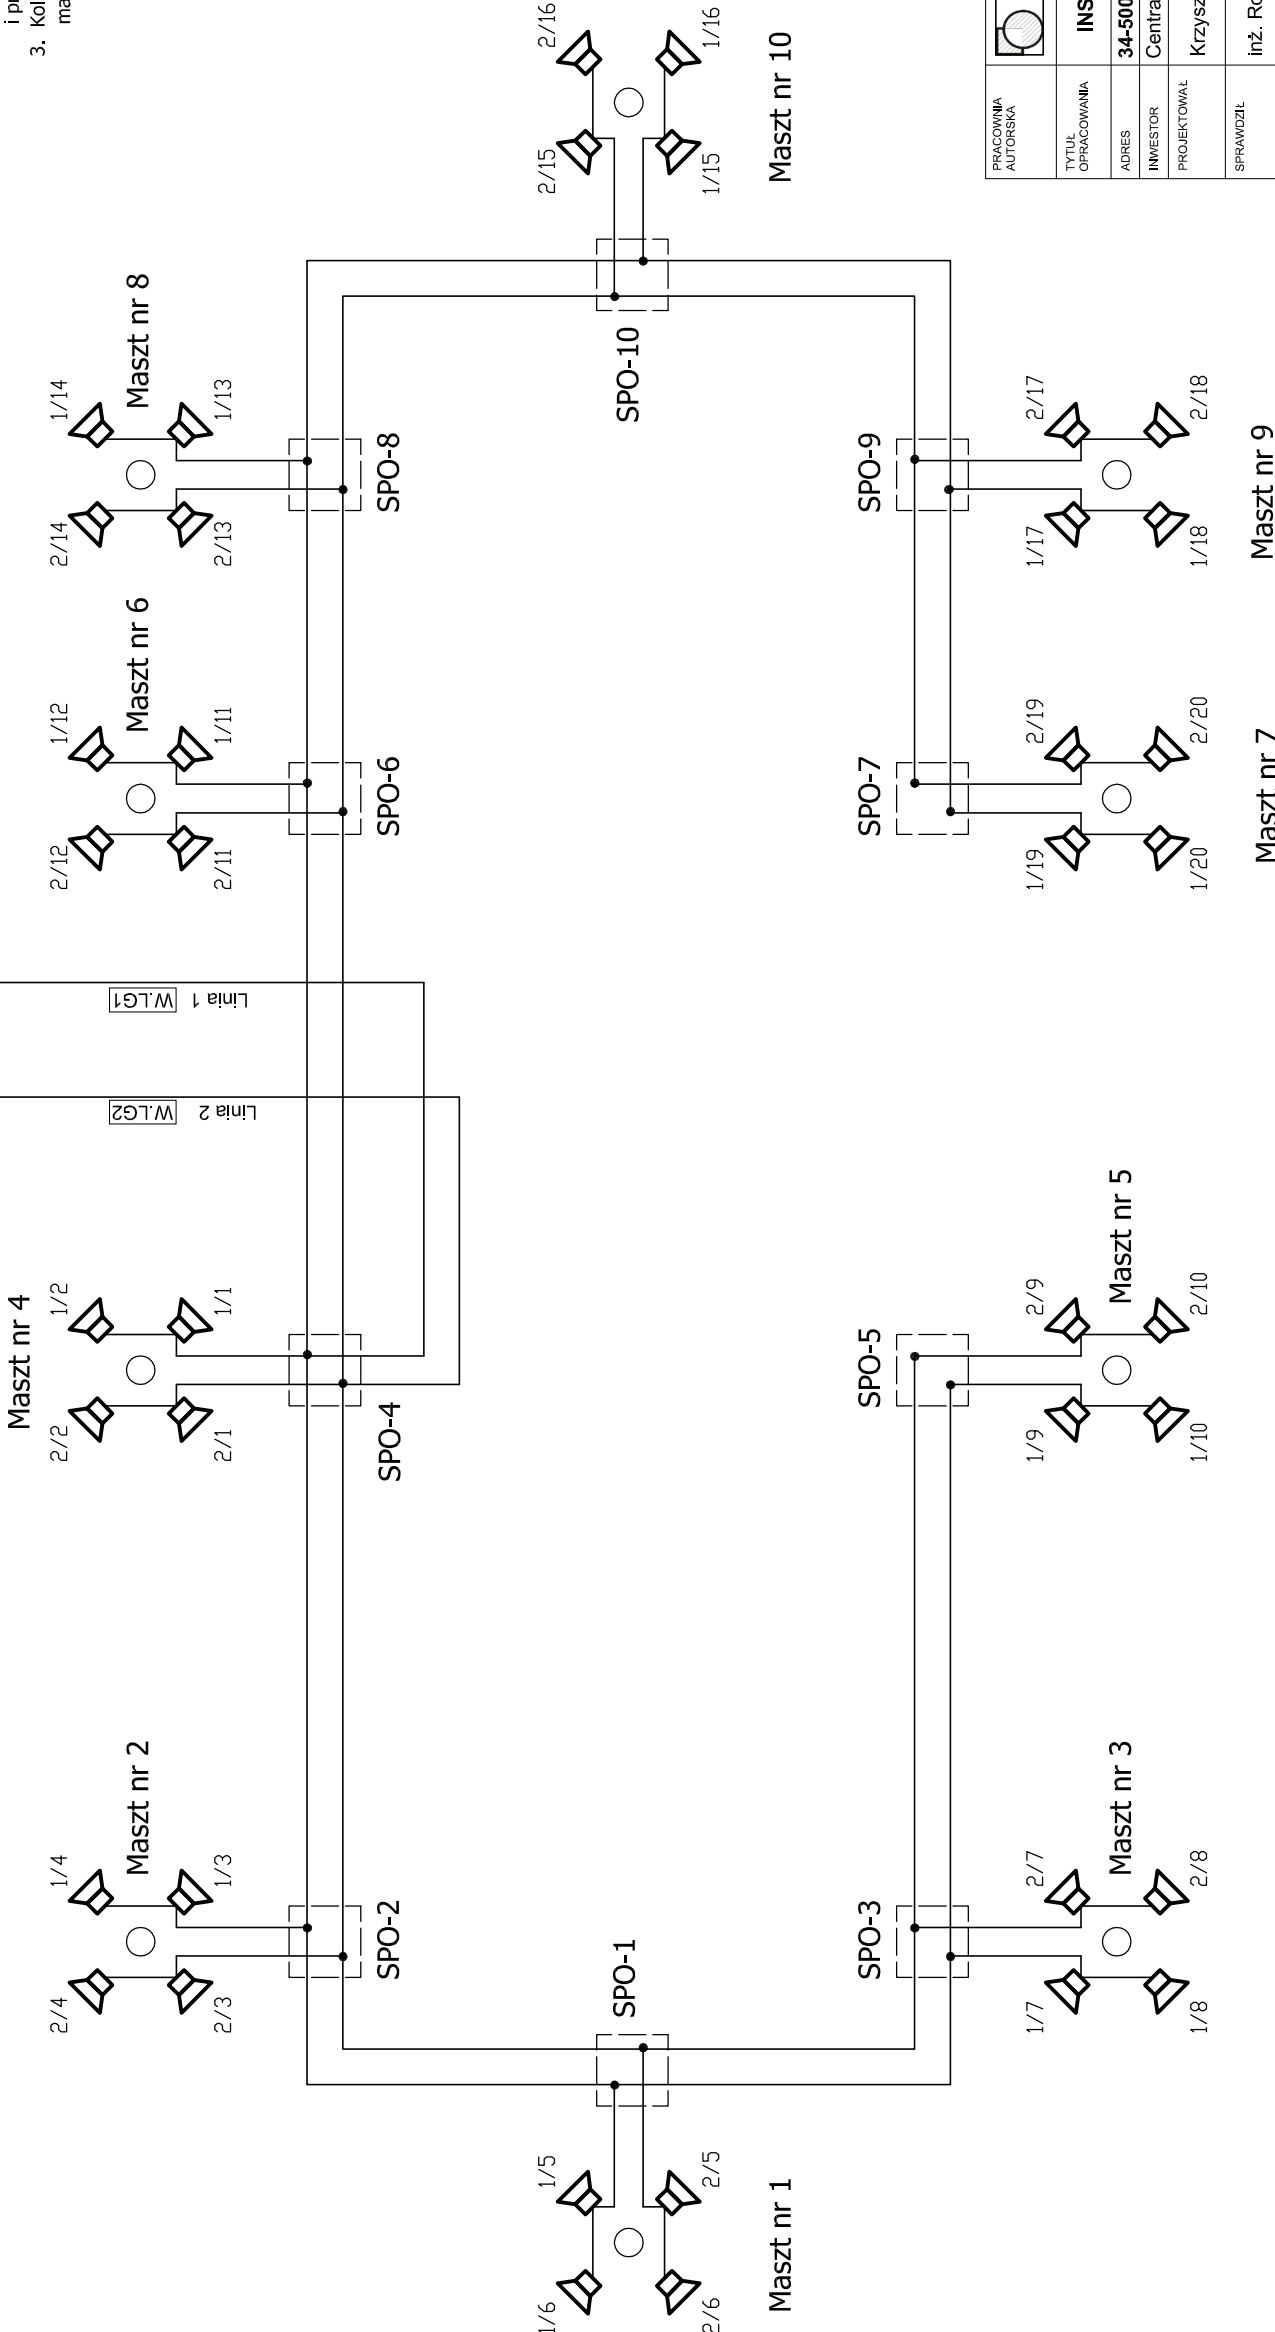 i pr
3. Kol
ma
Maszt nr 2
1/4
1/3
2/4
2/3
SPO-2
Maszt nr 4
1/2
1/1
2/2
2/1
SPO-4
Linia 2
W.LG2
Linia 1
W.LG1
Maszt nr 6
1/12
1/11
2/12
2/11
SPO-6
Maszt nr 8
1/14
1/13
2/14
2/13
SPO-8
1/5
1/6
2/5
2/6
SPO-1
Maszt nr 1
2/16
2/15
1/16
1/15
SPO-10
Maszt nr 10
SPO-3
2/7
2/8
1/7
1/8
Maszt nr 3
SPO-5
2/9
2/10
1/9
1/10
Maszt nr 5
SPO-7
2/19
2/20
1/19
1/20
Maszt nr 7
SPO-9
2/17
2/18
1/17
1/18
Maszt nr 9
PRACOWNIA
AUTORSKA
TYTUŁ
OPRACOWANIA
INS
ADRES
34-500
INWESTOR
Centra
PROJEKTOWAŁ
Krzysz
SPRAWDZIŁ
inż. Ro